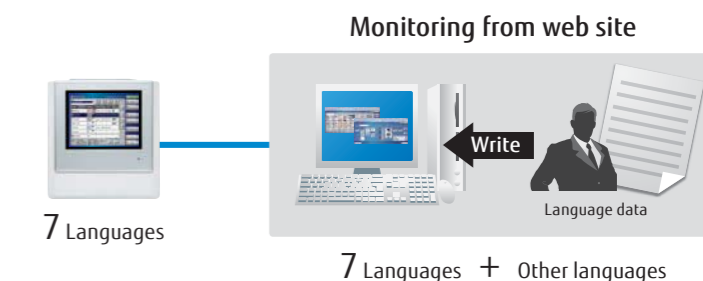 Monitoring from web site
Write
Language data
7 Languages
7 Languages + Other languages